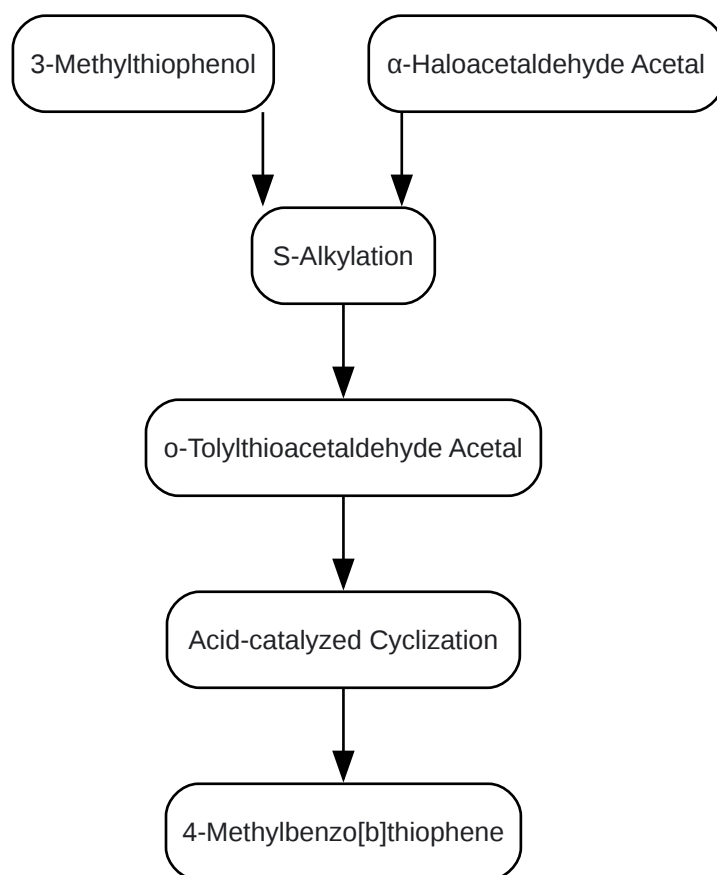 3-Methylthiophenol
α-Haloacetaldehyde Acetal
S-Alkylation
o-Tolylthioacetaldehyde Acetal
Acid-catalyzed Cyclization
4-Methylbenzo[b]thiophene